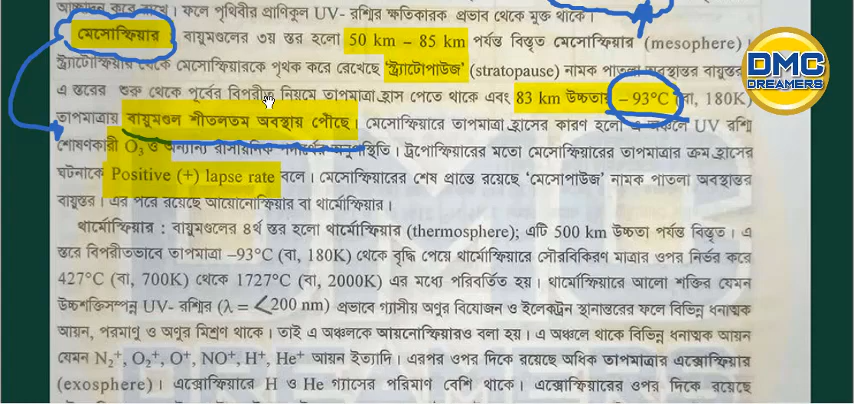 ফলে পৃথিবীর প্রাণিকুল UV- রশ্মির ক্ষতিকারক প্রভাব থেকে মুক্ত থাকে।
মেসোস্ফিয়ার বায়ুমণ্ডলের ৩য় স্তর হলো 50 km – 85 km পর্যন্ত বিস্তৃত মেসোস্ফিয়ার (mesophere)।
স্ট্র্যাটোস্ফিয়ার থেকে মেসোস্ফিয়ারকে পৃথক করে রেখেছে 'স্ট্র্যাটোপাউজ' (stratopause) নামক পাতলা অবস্থান্তর বায়ুস্তর।
এ স্তরের শুরু থেকে পূর্বের বিপরীত নিয়মে তাপমাত্রা হ্রাস পেতে থাকে এবং 83 km উচ্চতায় – 93°C (বা, 180K)
তাপমাত্রায় বায়ুমণ্ডল শীতলতম অবস্থায় পৌঁছে। মেসোস্ফিয়ারে তাপমাত্রা হ্রাসের কারণ হলো এ অঞ্চলে UV রশ্মি
শোষণকারী O3 ও অন্যান্য রাসায়নিক পদার্থের অনুপস্থিতি। ট্রপোস্ফিয়ারের মতো মেসোস্ফিয়ারের তাপমাত্রার ক্রম হ্রাসের
ঘটনাকে Positive (+) lapse rate বলে। মেসোস্ফিয়ারের শেষ প্রান্তে রয়েছে 'মেসোপাউজ' নামক পাতলা অবস্থান্তর
বায়ুস্তর। এর পরে রয়েছে আয়োনোস্ফিয়ার বা থার্মোস্ফিয়ার।
থার্মোস্ফিয়ার : বায়ুমণ্ডলের ৪র্থ স্তর হলো থার্মোস্ফিয়ার (thermosphere); এটি 500 km উচ্চতা পর্যন্ত বিস্তৃত। এ
স্তরে বিপরীতভাবে তাপমাত্রা –93°C (বা, 180K) থেকে বৃদ্ধি পেয়ে থার্মোস্ফিয়ারে সৌরবিকিরণ মাত্রার ওপর নির্ভর করে
427°C (বা, 700K) থেকে 1727°C (বা, 2000K) এর মধ্যে পরিবর্তিত হয়। থার্মোস্ফিয়ারে আলো শক্তির যেমন
উচ্চশক্তিসম্পন্ন UV- রশ্মির (λ = <200 nm) প্রভাবে গ্যাসীয় অণুর বিযোজন ও ইলেকট্রন স্থানান্তরের ফলে বিভিন্ন ধনাত্মক
আয়ন, পরমাণু ও অণুর মিশ্রণ থাকে। তাই এ অঞ্চলকে আয়নোস্ফিয়ারও বলা হয়। এ অঞ্চলে থাকে বিভিন্ন ধনাত্মক আয়ন
যেমন N2+, O2+, O+, NO+, H+, He+ আয়ন ইত্যাদি। এরপর ওপর দিকে রয়েছে অধিক তাপমাত্রার এক্সোস্ফিয়ার
(exosphere)। এক্সোস্ফিয়ারে H ও He গ্যাসের পরিমাণ বেশি থাকে। এক্সোস্ফিয়ারের ওপর দিকে রয়েছে
DMC
DREAMERS